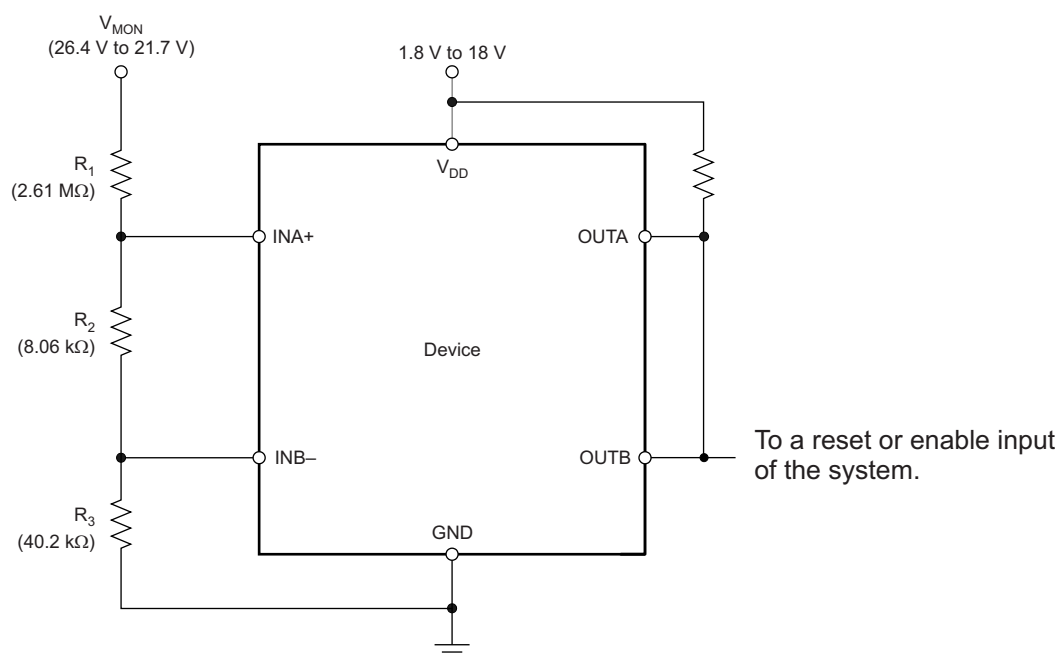 V_MON
(26.4 V to 21.7 V)
1.8 V to 18 V
R_1
(2.61 MΩ)
V_DD
INA+
OUTA
R_2
(8.06 kΩ)
Device
INB–
OUTB
To a reset or enable input
of the system.
R_3
(40.2 kΩ)
GND